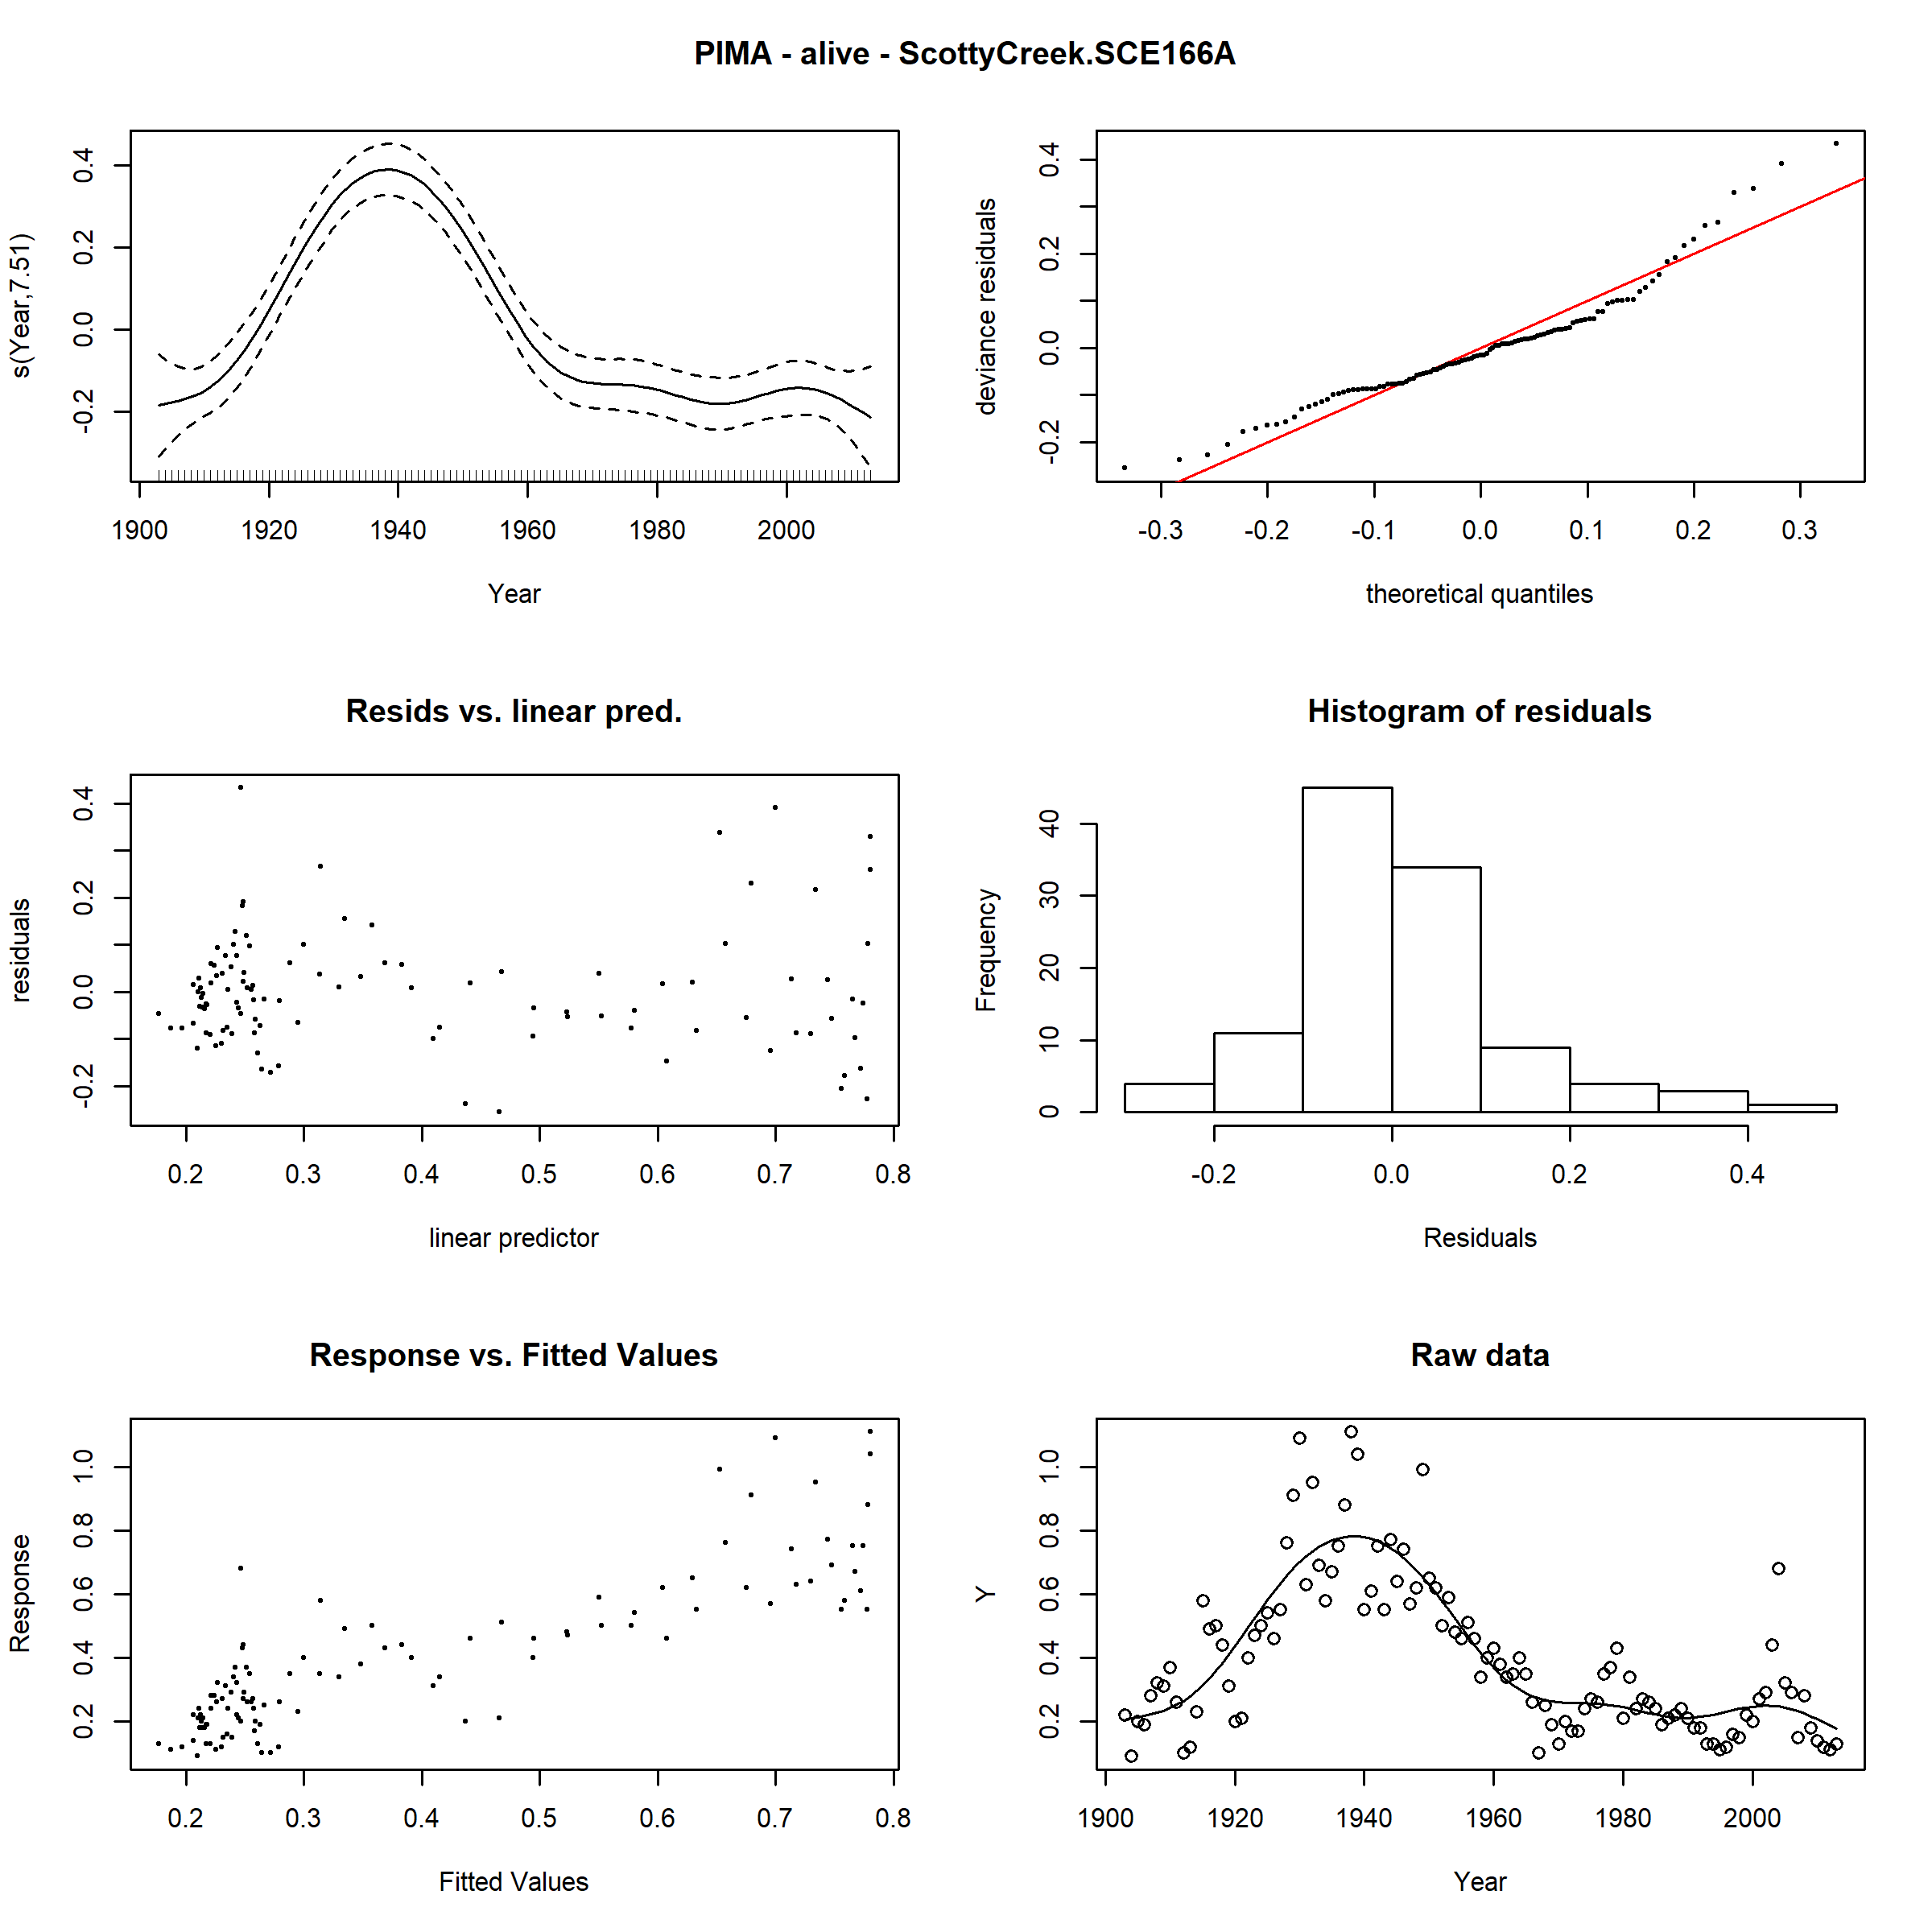 PIMA - alive - ScottyCreek.SCE166A
s(Year,7.51)
0.4
0.2
0.0
-0.2
1900 1920 1940 1960 1980 2000
Year
deviance residuals
0.4
0.2
0.0
-0.2
-0.3 -0.2 -0.1 0.0 0.1 0.2 0.3
theoretical quantiles
Resids vs. linear pred.
residuals
0.4
0.2
0.0
-0.2
0.2 0.3 0.4 0.5 0.6 0.7 0.8
linear predictor
Histogram of residuals
Frequency
40
30
20
10
0
-0.2 0.0 0.2 0.4
Residuals
Response vs. Fitted Values
Response
1.0
0.8
0.6
0.4
0.2
0.2 0.3 0.4 0.5 0.6 0.7 0.8
Fitted Values
Raw data
Y
1.0
0.8
0.6
0.4
0.2
1900 1920 1940 1960 1980 2000
Year